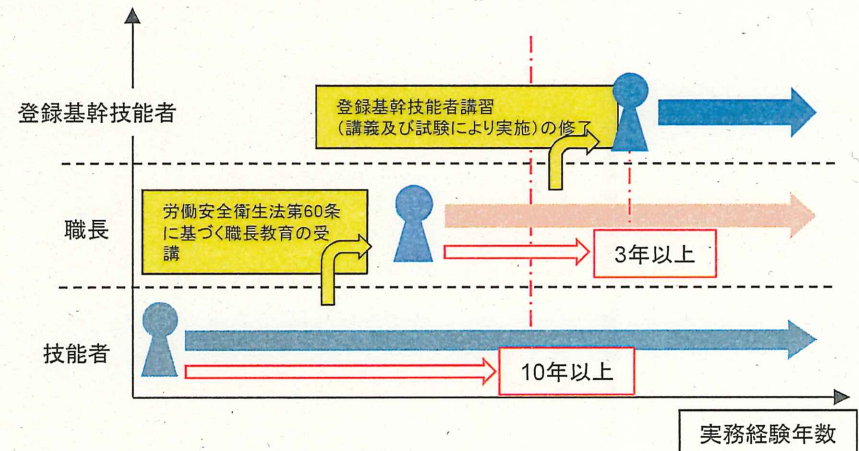 登録基幹技能者
登録基幹技能者講習
(講義及び試験により実施)の修了
職長
労働安全衛生法第60条
に基づく職長教育の受
講
3年以上
技能者
10年以上
実務経験年数